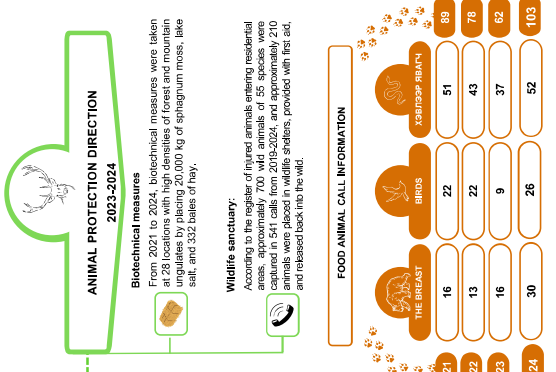 ANIMAL PROTECTION DIRECTION
2023-2024
Biotechnical measures
From 2021 to 2024, biotechnical measures were taken
at 28 locations with high densities of forest and mountain
ungulates by placing 20,000 kg of sphagnum moss, lake
salt, and 332 bales of hay.
Wildlife sanctuary:
According to the register of injured animals entering residential
areas, approximately 700 wild animals of 55 species were
captured in 541 calls from 2019-2024, and approximately 210
animals were placed in wildlife shelters, provided with first aid,
and released back into the wild.
FOOD ANIMAL CALL INFORMATION
THE BREAST BIRDS ХЭВЛЭЭР ЯВАГЧ
21 16 22 51 89
22 13 22 43 78
23 16 9 37 62
24 30 26 52 103